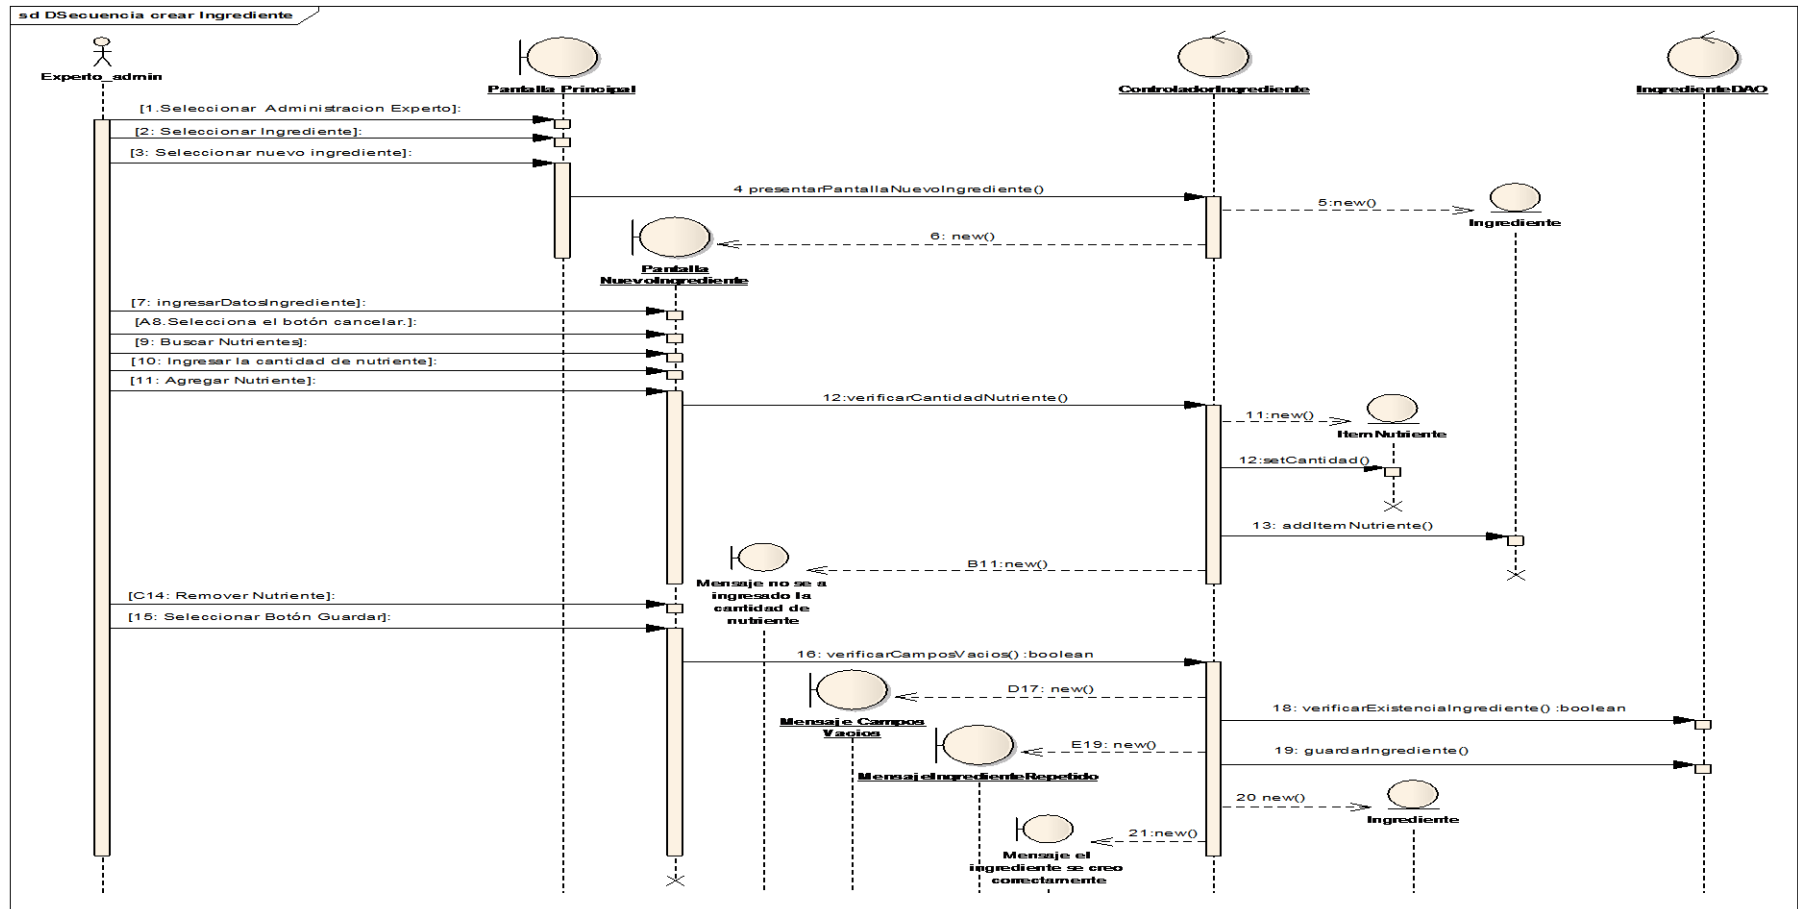 sd DSecuencia crear Ingrediente
Experto_admin
Pantalla Principal
ControladorIngrediente
IngredienteDAO
[1.Seleccionar Administracion Experto]:
[2: Seleccionar Ingrediente]:
[3: Seleccionar nuevo ingrediente]:
4 presentarPantallaNuevoIngrediente()
5:new()
Ingrediente
6: new()
Pantalla
NuevoIngrediente
[7: ingresarDatosIngrediente]:
[A8.Selecciona el botón cancelar.]:
[9: Buscar Nutrientes]:
[10: Ingresar la cantidad de nutriente]:
[11: Agregar Nutriente]:
12:verificarCantidadNutriente()
11:new()
ItemNutriente
12:setCantidad()
13: addItemNutriente()
B11:new()
Mensaje no se a
ingresado la
cantidad de
nutriente
[C14: Remover Nutriente]:
[15: Seleccionar Botón Guardar]:
16: verificarCamposVacios() :boolean
D17: new()
Mensaje Campos
Vacios
18: verificarExistenciaIngrediente() :boolean
E19: new()
MensajeIngredienteRepetido
19: guardarIngrediente()
20 new()
Ingrediente
21:new()
Mensaje el
ingrediente se creo
correctamente